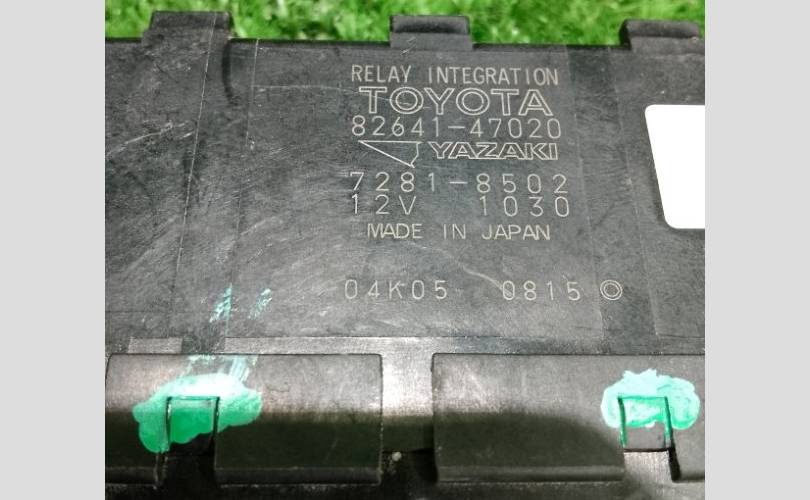 RELAY INTEGRATION
TOYOTA
82641-47020
YAZAKI
7281-8502
12V 1030
MADE IN JAPAN
04K05 0815